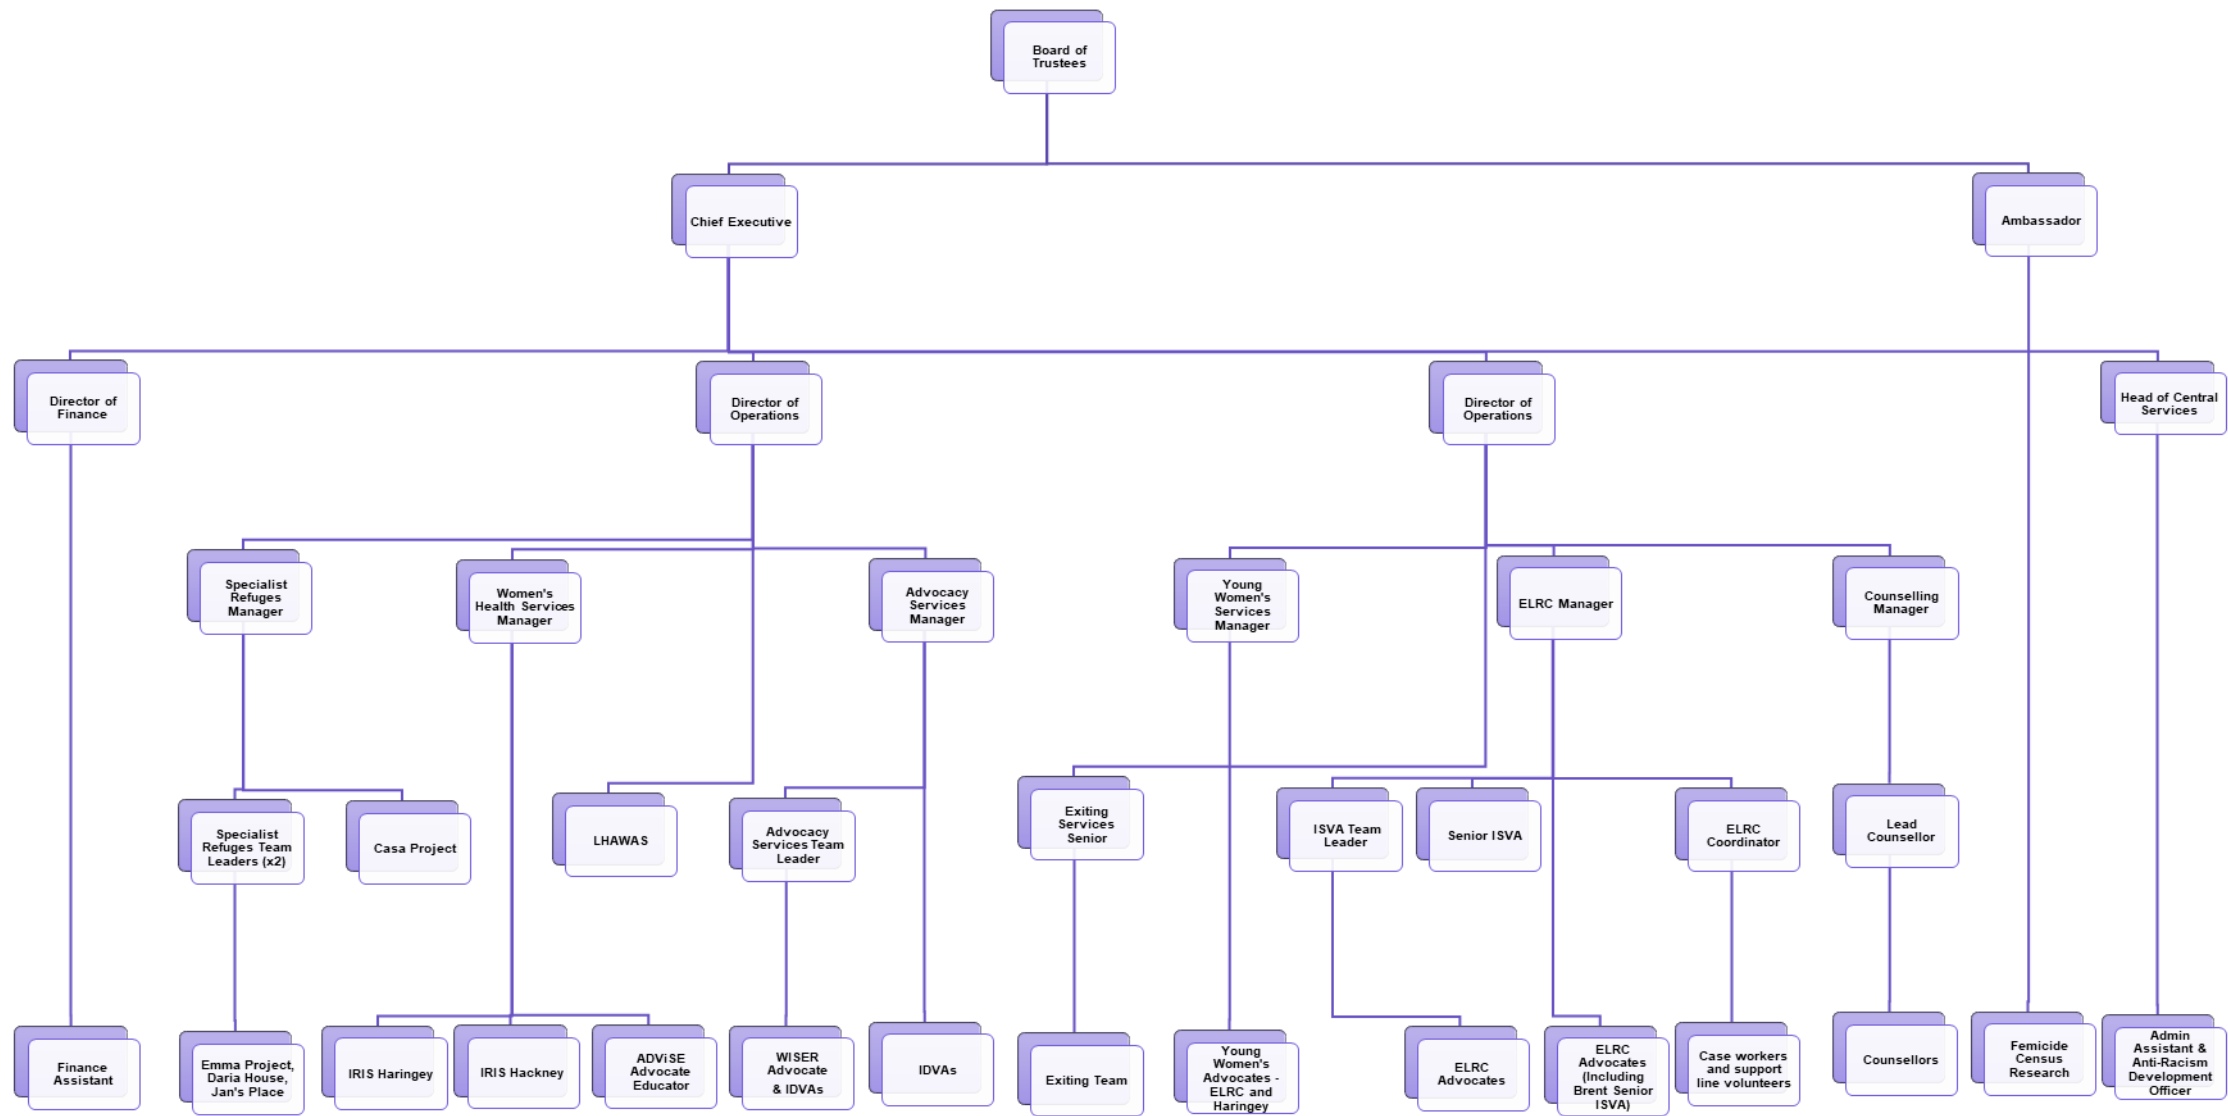 Board of
Trustees
Chief Executive
Ambassador
Director of
Finance
Director of
Operations
Director of
Operations
Head of Central
Services
Specialist
Refuges
Manager
Women's
Health Services
Manager
Advocacy
Services
Manager
Young
Women's
Services
Manager
ELRC Manager
Counselling
Manager
Specialist
Refuges Team
Leaders (x2)
Casa Project
LHAWAS
Advocacy
Services Team
Leader
Exiting
Services
Senior
ISVA Team
Leader
Senior ISVA
ELRC
Coordinator
Lead
Counsellor
Finance
Assistant
Emma Project,
Daria House,
Jan's Place
IRIS Haringey
IRIS Hackney
ADViSE
Advocate
Educator
WISER
Advocate
& IDVAs
IDVAs
Exiting Team
Young
Women's
Advocates -
ELRC and
Haringey
ELRC
Advocates
ELRC
Advocates
(Including
Brent Senior
ISVA)
Case workers
and support
line volunteers
Counsellors
Femicide
Census
Research
Admin
Assistant &
Anti-Racism
Development
Officer